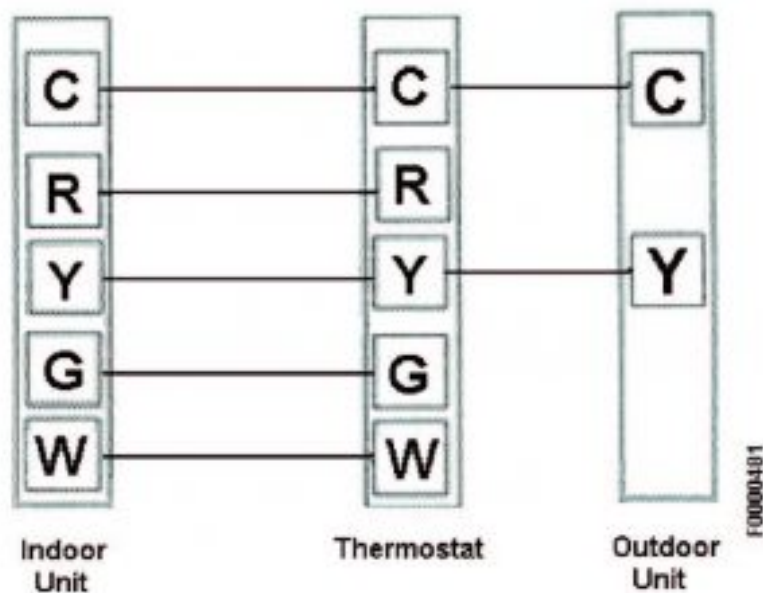 C C C
R R
Y Y Y
G G
W W
Indoor Unit
Thermostat
Outdoor Unit
F0000481